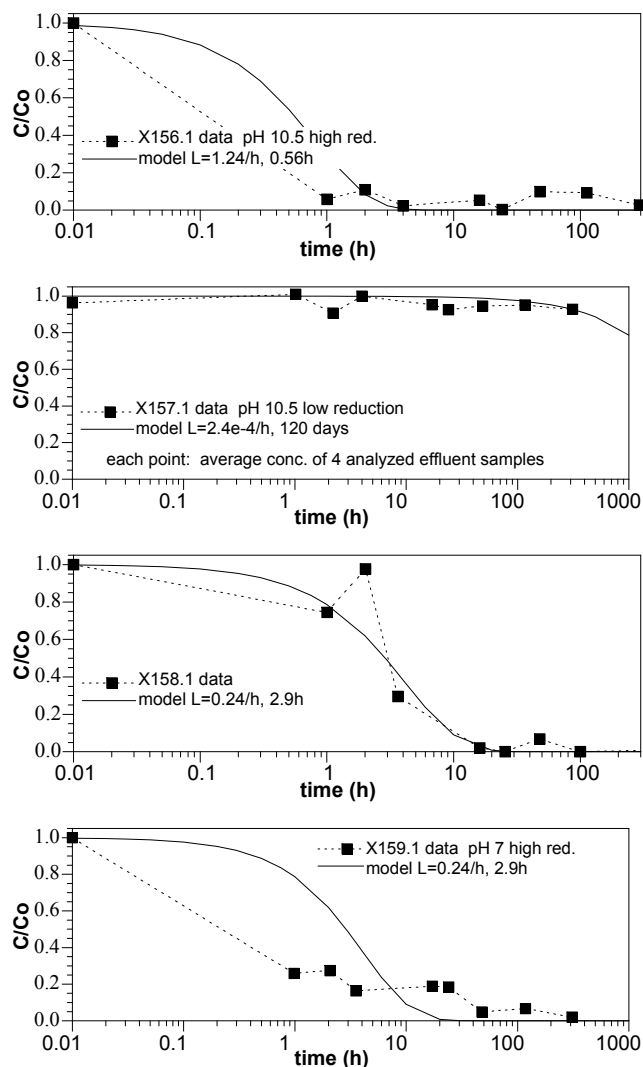 C/Co
1.0
0.8
0.6
0.4
0.2
0.0
X156.1 data pH 10.5 high red.
model L=1.24/h, 0.56h
0.01 0.1 1 10 100
time (h)
C/Co
1.0
0.8
0.6
0.4
0.2
0.0
X157.1 data pH 10.5 low reduction
model L=2.4e-4/h, 120 days
each point: average conc. of 4 analyzed effluent samples
0.01 0.1 1 10 100 1000
time (h)
C/Co
1.0
0.8
0.6
0.4
0.2
0.0
X158.1 data
model L=0.24/h, 2.9h
0.01 0.1 1 10 100
time (h)
C/Co
1.0
0.8
0.6
0.4
0.2
0.0
X159.1 data pH 7 high red.
model L=0.24/h, 2.9h
0.01 0.1 1 10 100 1000
time (h)